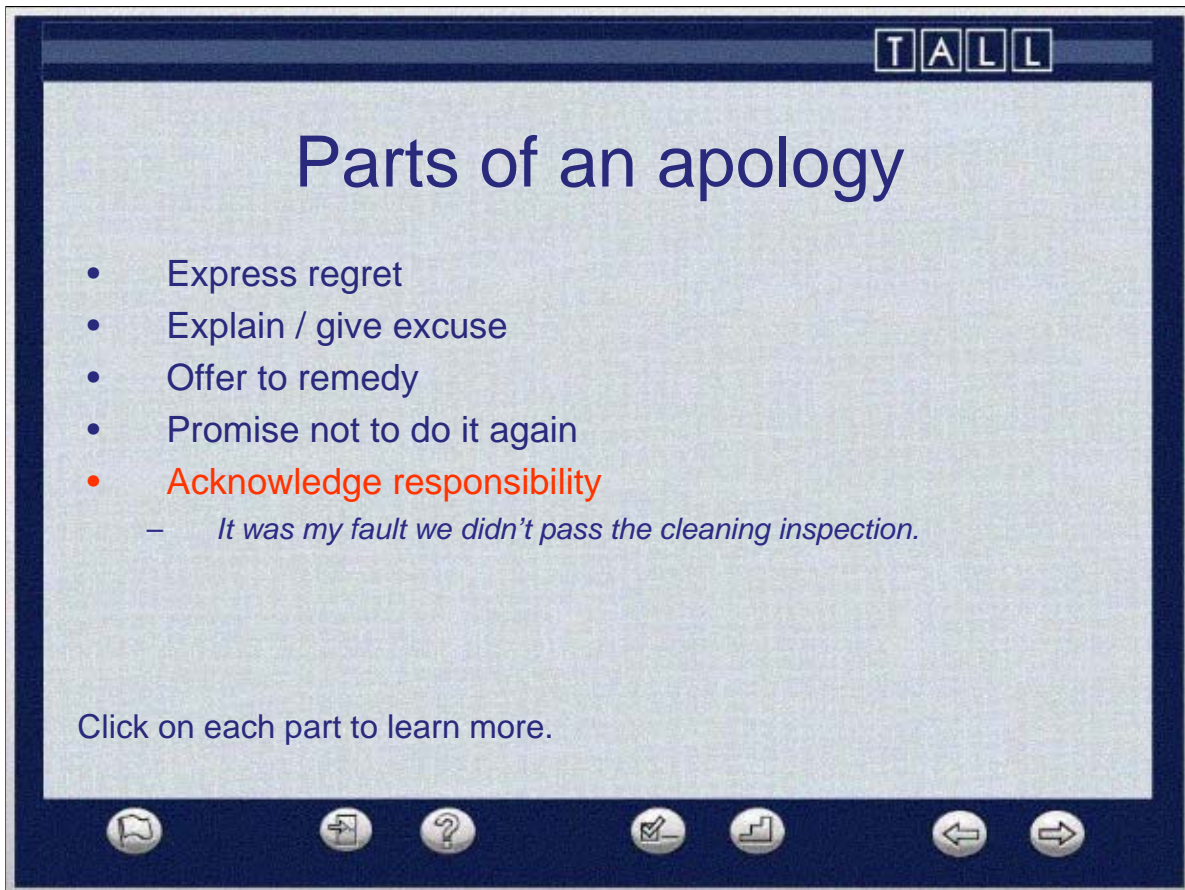 TALL
Parts of an apology
• Express regret
• Explain / give excuse
• Offer to remedy
• Promise not to do it again
• Acknowledge responsibility
– It was my fault we didn’t pass the cleaning inspection.
Click on each part to learn more.
?